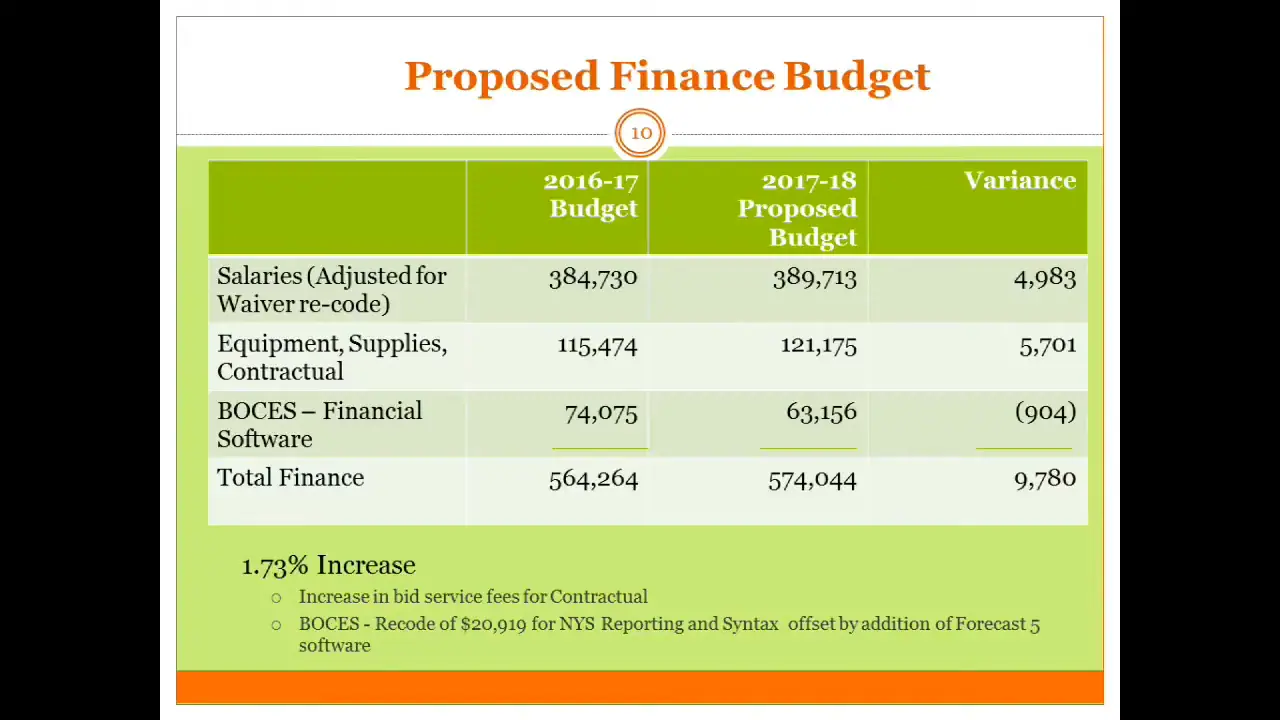 Proposed Finance Budget
10
2016-17 Budget 2017-18 Proposed Budget Variance
Salaries (Adjusted for Waiver re-code) 384,730 389,713 4,983
Equipment, Supplies, Contractual 115,474 121,175 5,701
BOCES – Financial Software 74,075 63,156 (904)
Total Finance 564,264 574,044 9,780
1.73% Increase
○ Increase in bid service fees for Contractual
○ BOCES - Recode of $20,919 for NYS Reporting and Syntax offset by addition of Forecast 5
software